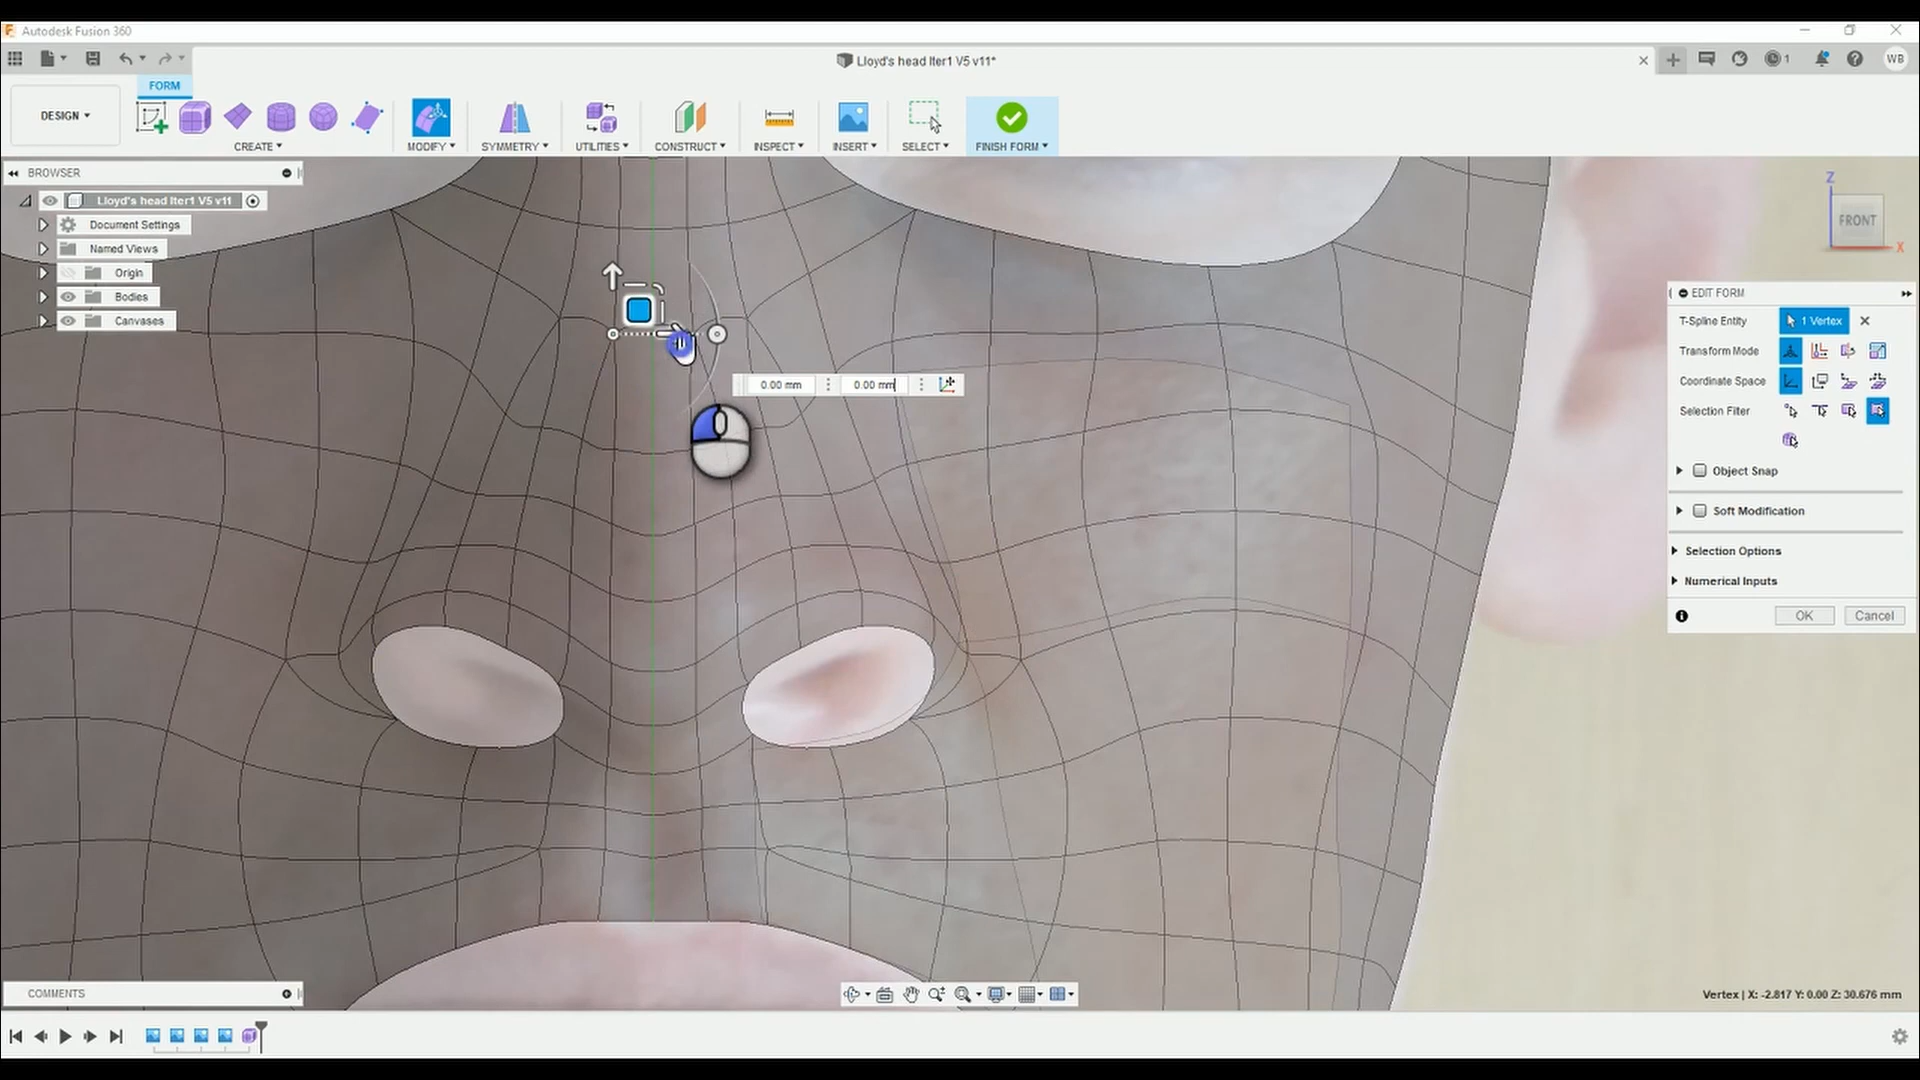 Autodesk Fusion 360
Lloyd's head Iter1 V5 v11*
1
WB
FORM
DESIGN
CREATE
MODIFY
SYMMETRY
UTILITIES
CONSTRUCT
INSPECT
INSERT
SELECT
FINISH FORM
BROWSER
Lloyd's head Iter1 V5 v11
Document Settings
Named Views
Origin
Bodies
Canvases
Z
FRONT
X
0.00 mm
0.00 mm
EDIT FORM
T-Spline Entity
1 Vertex
Transform Mode
Coordinate Space
Selection Filter
Object Snap
Soft Modification
Selection Options
Numerical Inputs
OK
Cancel
COMMENTS
Vertex | X: -2.817 Y: 0.00 Z: 30.676 mm